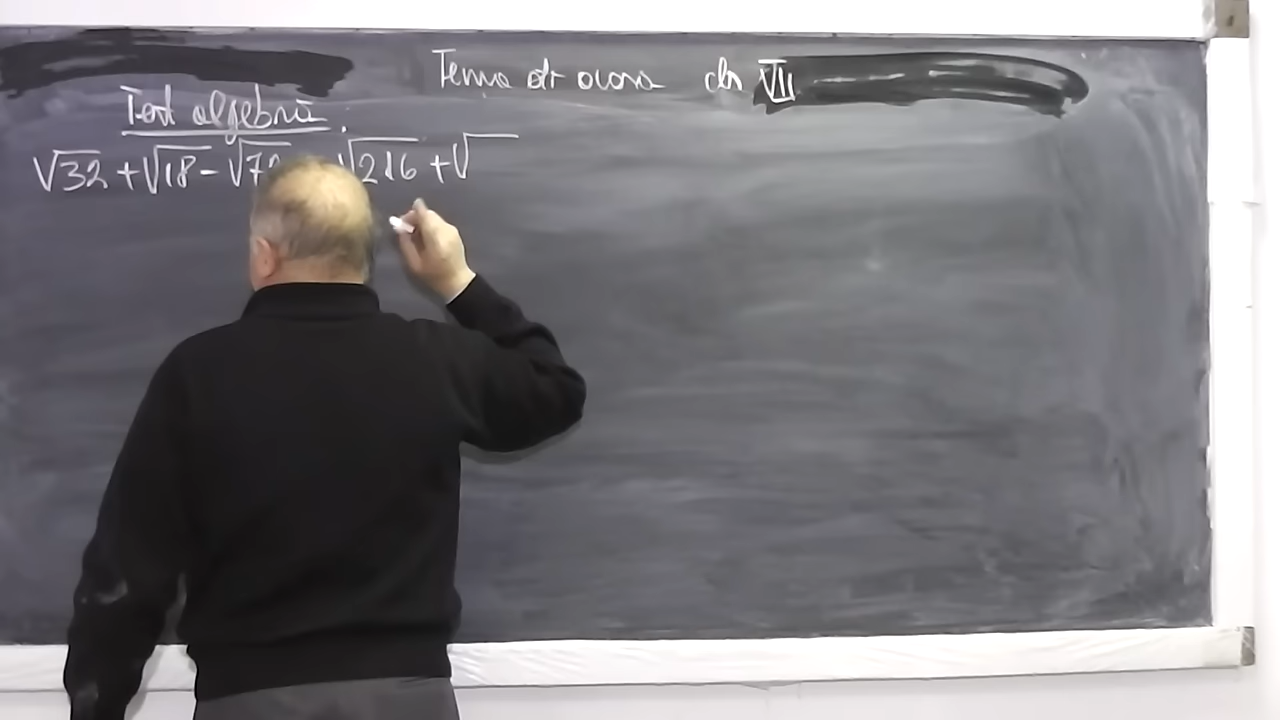 Tema de acasă cls VII
Test algebră
√32 + √18 - √7 √216 + √